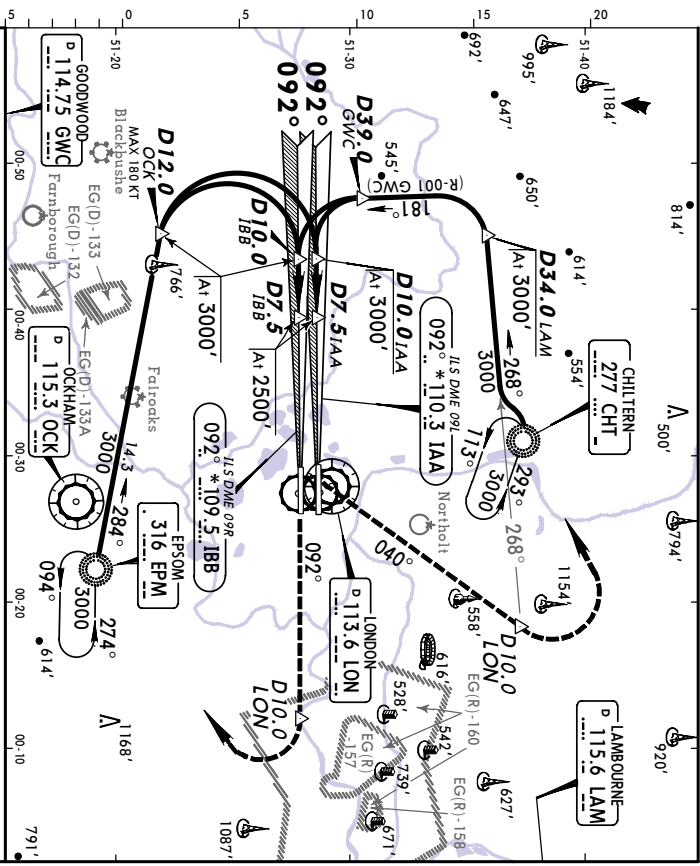 5
0
5
10
15
20
51-20
51-30
51-40
692'
995'
1184'
647'
GOODWOOD
D 114.75 GWC
Blackbushe
MAX 180 KT
D12.0
OCK
092°
092°
D39.0
GWC
545'
(R-001 GWC)
181°
650'
814'
00-50
Farnborough
EG(D)-132
EG(D)-133
766'
At 3000'
D10.0
IBB
D7.5
IBB
At 3000'
D10.0 IAA
D7.5 IAA
D34.0 LAM
At 3000'
614'
00-40
EG(D)-133A
Fairoaks
At 2500'
ILS DME 09L
092° *110.3 IAA
268°
3000
554'
CHILTERN
277 CHT
500'
OCKHAM
D 115.3 OCK
3000
14.3
284°
ILS DME 09R
092° *109.5 IBB
113°
3000
293°
00-30
Northolt
268°
794'
EPSOM
316 EPM
092°
040°
00-20
094°
3000
274°
614'
LONDON
D 113.6 LON
558'
D10.0
LON
1154'
616'
D10.0
LON
528'
EG(R)-160
LAMBOURNE
D 115.6 LAM
00-10
1168'
EG(R)
-157
542'
739'
EG(R)-158
627'
920'
671'
1087'
791'